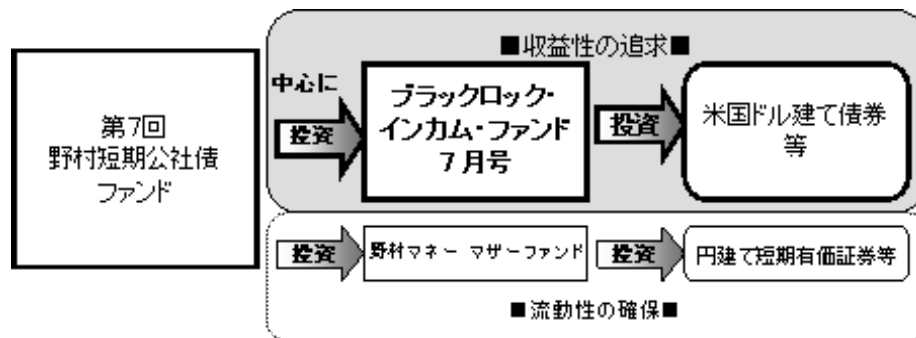 ■収益性の追求■
第7回
野村短期公社債
ファンド
中心に
投資
ブラックロック・
インカム・ファンド
7月号
投資
米国ドル建て債券
等
投資
野村マネー マザーファンド
投資
円建て短期有価証券等
■流動性の確保■